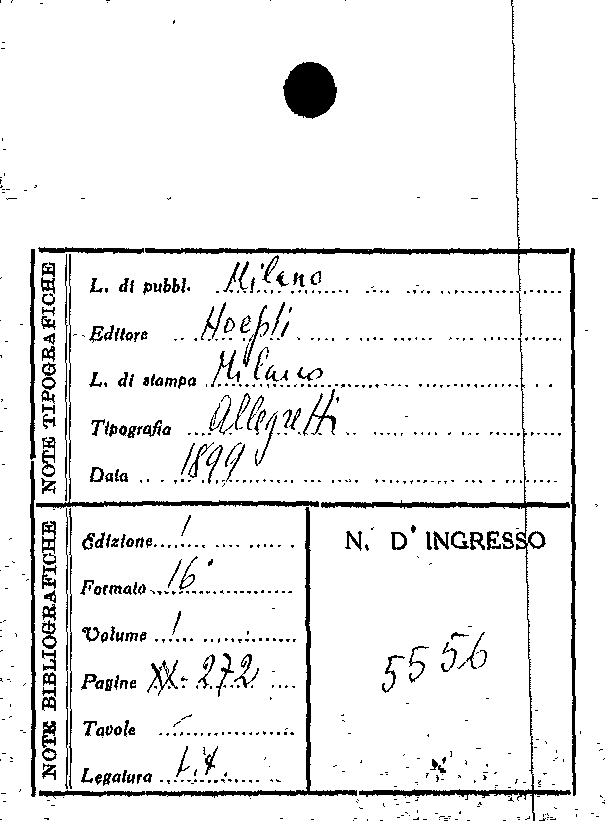 NOTE TIPOGRAFICHE
L. di pubbl. Milano
Editore Hoepli
L. di stampa Milano
Tipografia Allegretti
Data 1899
NOTE BIBLIOGRAFICHE
Edizione 1
Formato 16°
Volume 1
Pagine XX-272
Tavole -
Legatura
N. D'INGRESSO
5556